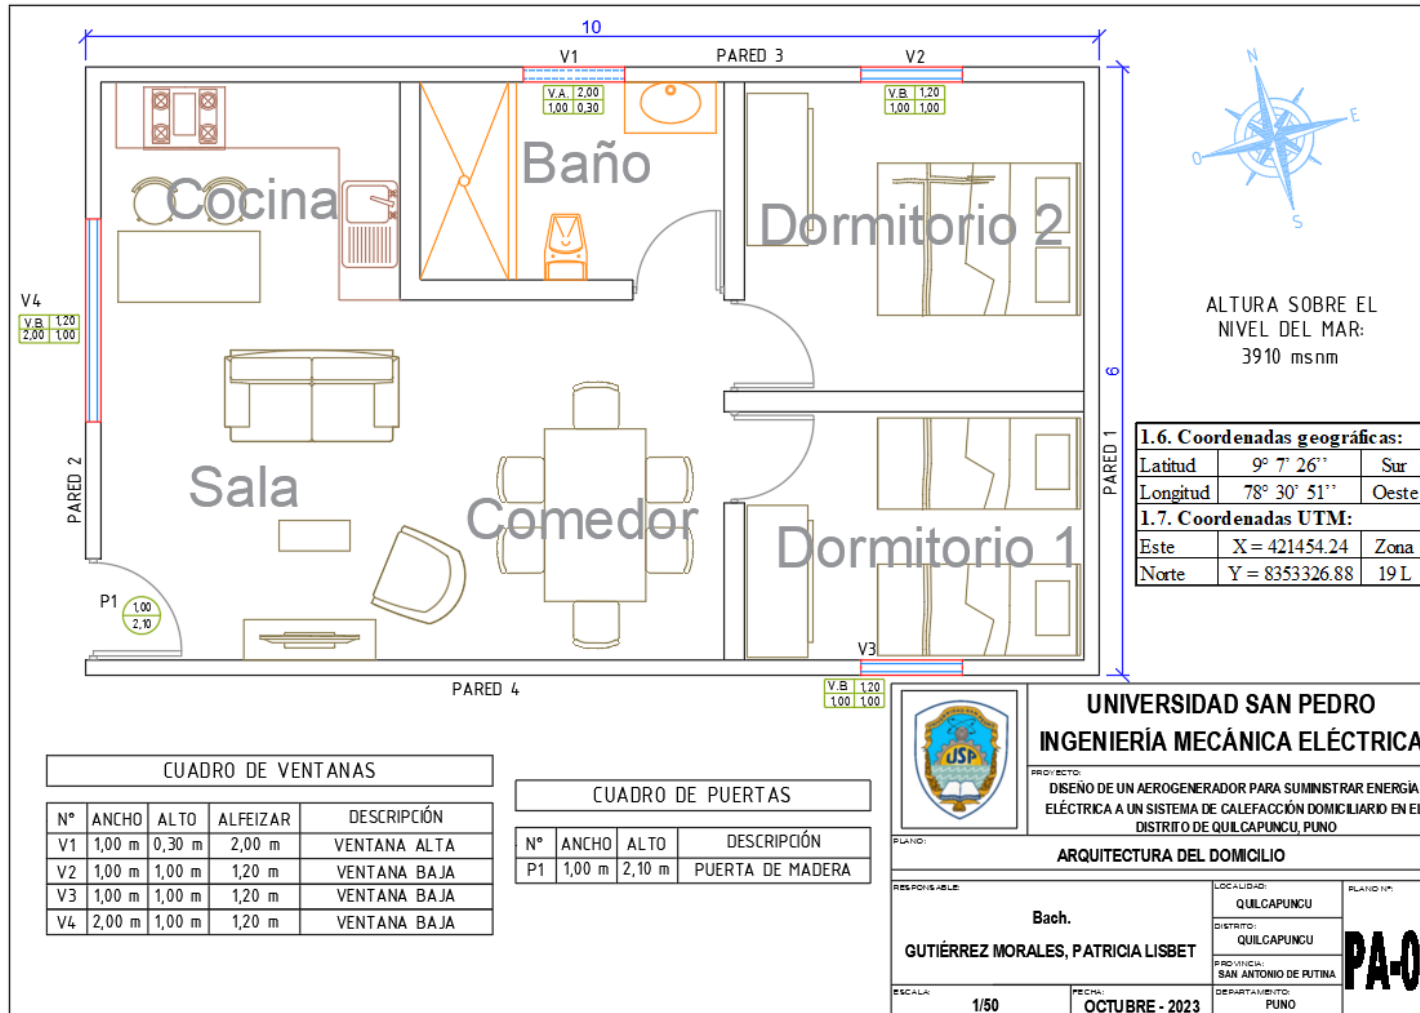 10
V1
PARED 3
V2
V.A. 2,00
1,00 0,30
V.B. 1,20
1,00 1,00
N
E
O
S
Baño
Cocina
Dormitorio 2
V4
V.B. 1,20
2,00 1,00
ALTURA SOBRE EL
NIVEL DEL MAR:
3910 msnm
6
PARED 1
PARED 2
Sala
Comedor
Dormitorio 1
1.6. Coordenadas geográficas:
Latitud 9° 7' 26'' Sur
Longitud 78° 30' 51'' Oeste
1.7. Coordenadas UTM:
Este X = 421454.24 Zona
Norte Y = 8353326.88 19 L
P1
1,00
2,10
V3
PARED 4
V.B 1,20
1,00 1,00
CUADRO DE VENTANAS
N° ANCHO ALTO ALFEIZAR DESCRIPCIÓN
V1 1,00 m 0,30 m 2,00 m VENTANA ALTA
V2 1,00 m 1,00 m 1,20 m VENTANA BAJA
V3 1,00 m 1,00 m 1,20 m VENTANA BAJA
V4 2,00 m 1,00 m 1,20 m VENTANA BAJA
CUADRO DE PUERTAS
N° ANCHO ALTO DESCRIPCIÓN
P1 1,00 m 2,10 m PUERTA DE MADERA
USP
UNIVERSIDAD SAN PEDRO
INGENIERÍA MECÁNICA ELÉCTRICA
PROYECTO:
DISEÑO DE UN AEROGENERADOR PARA SUMINISTRAR ENERGÍA
ELÉCTRICA A UN SISTEMA DE CALEFACCIÓN DOMICILIARIO EN EL
DISTRITO DE QUILCAPUNCU, PUNO
PLANO:
ARQUITECTURA DEL DOMICILIO
RESPONSABLE:
Bach.
GUTIÉRREZ MORALES, PATRICIA LISBET
LOCALIDAD:
QUILCAPUNCU
DISTRITO:
QUILCAPUNCU
PROVINCIA:
SAN ANTONIO DE PUTINA
DEPARTAMENTO:
PUNO
PLANO N°:
PA-0
ESCALA:
1/50
FECHA:
OCTUBRE - 2023